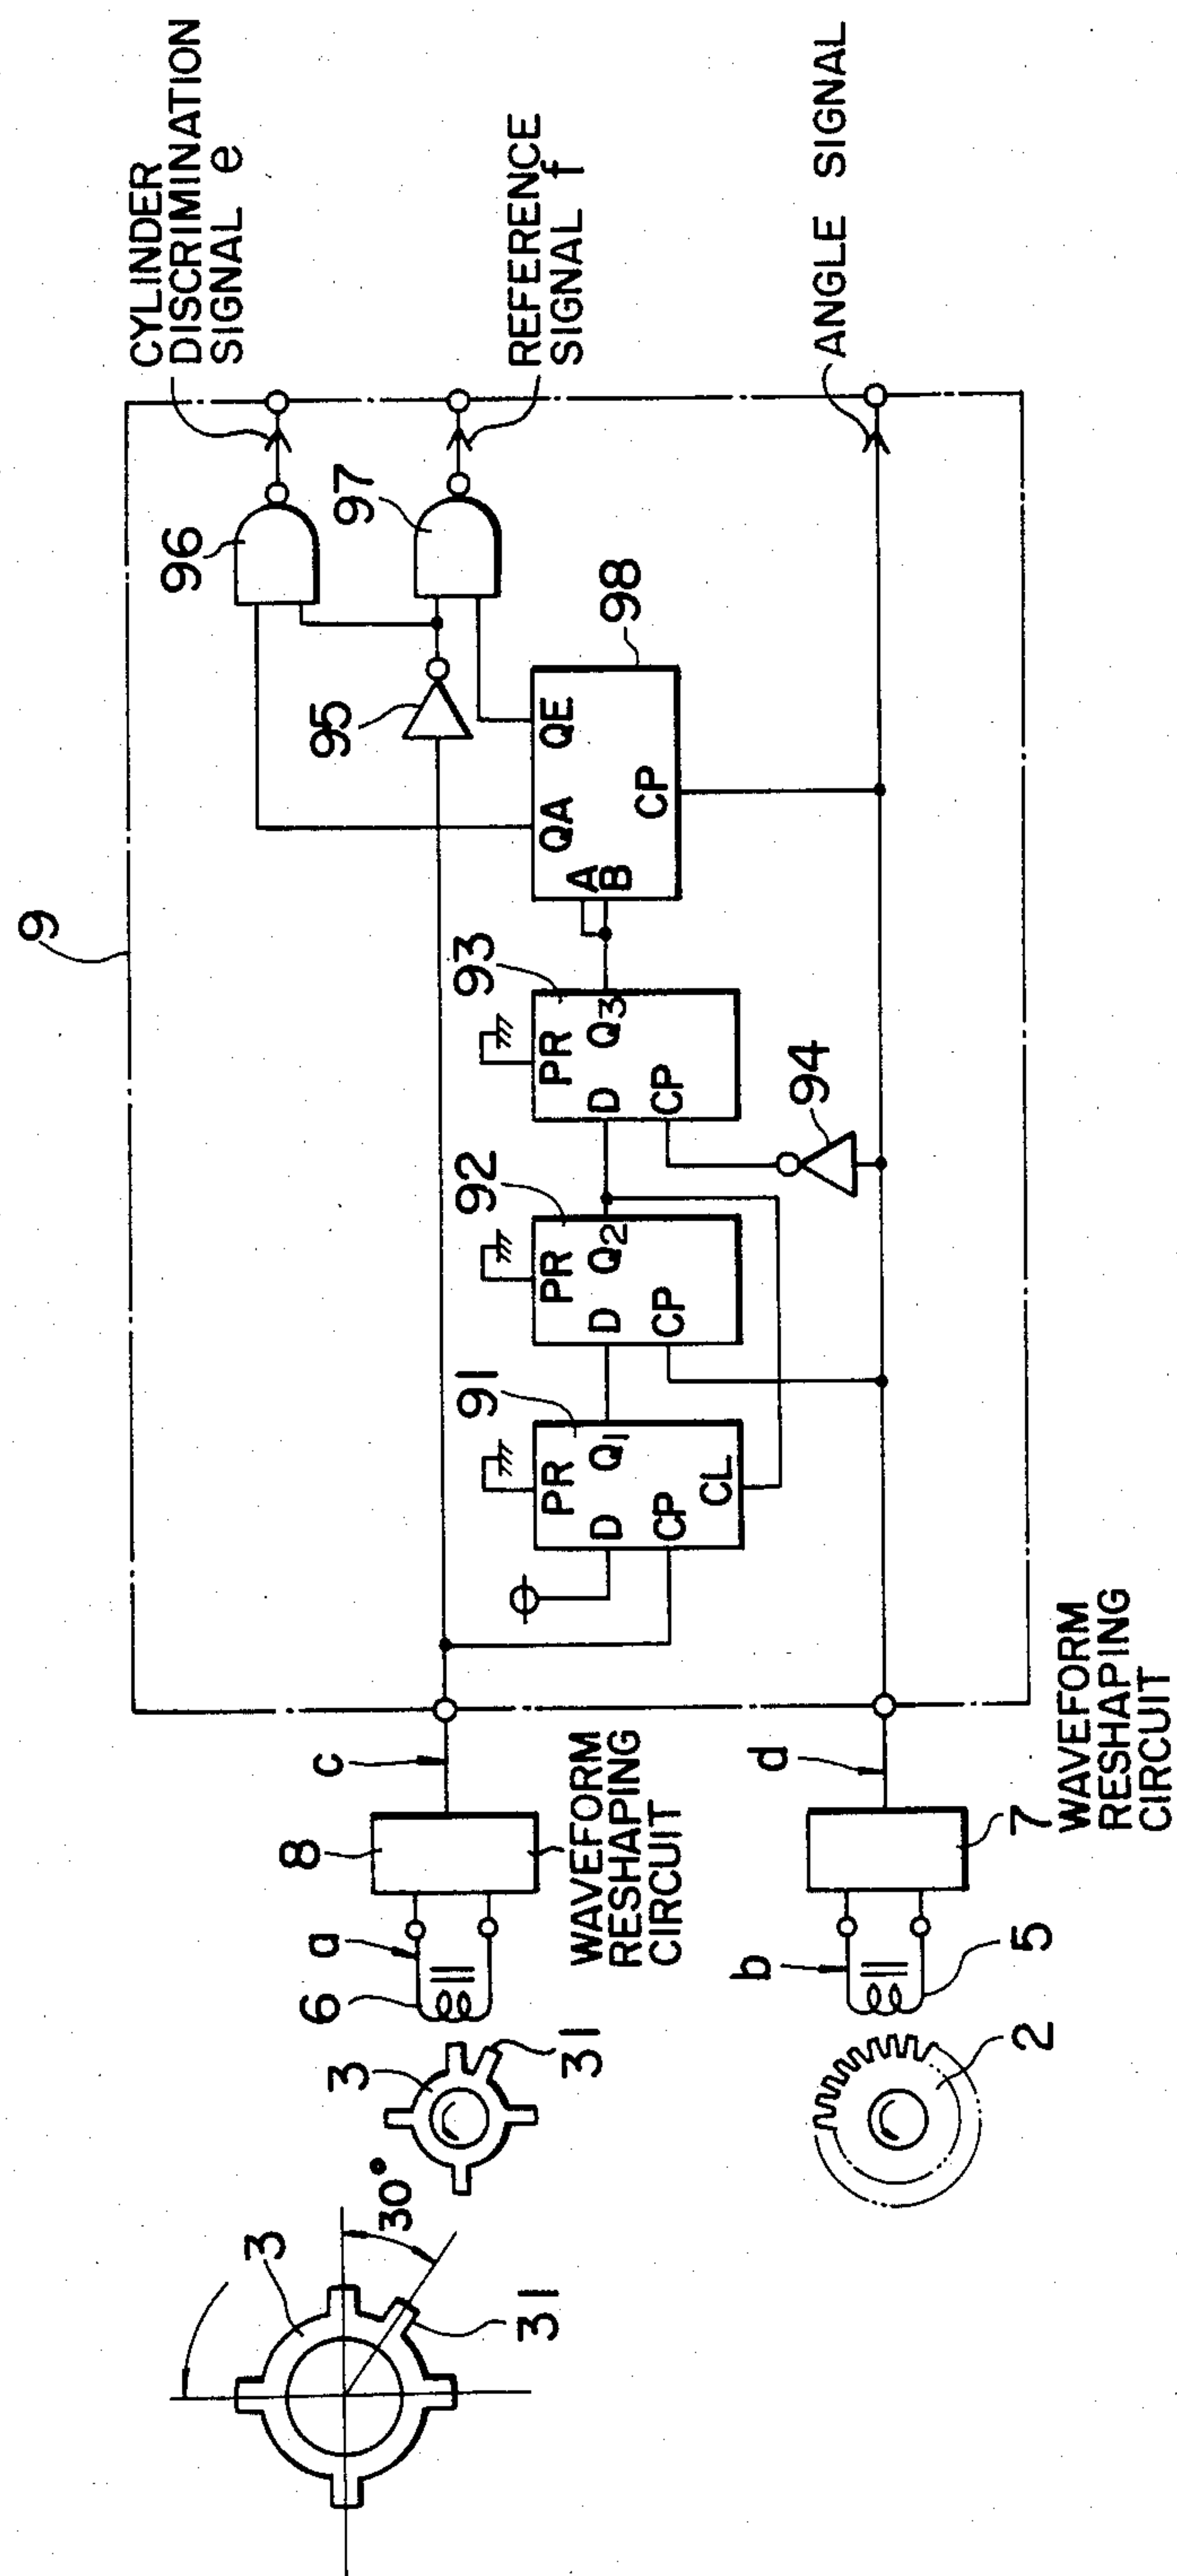 9
CYLINDER
DISCRIMINATION
SIGNAL e
96
97
REFERENCE
SIGNAL f
95
98
QA
QE
A
B
CP
91
PR
D
Q1
CP
CL
92
PR
D
Q2
CP
93
PR
D
Q3
CP
94
ANGLE SIGNAL
3
30°
31
3
31
6
a
8
c
WAVEFORM
RESHAPING
CIRCUIT
2
5
b
7
d
WAVEFORM
RESHAPING
CIRCUIT